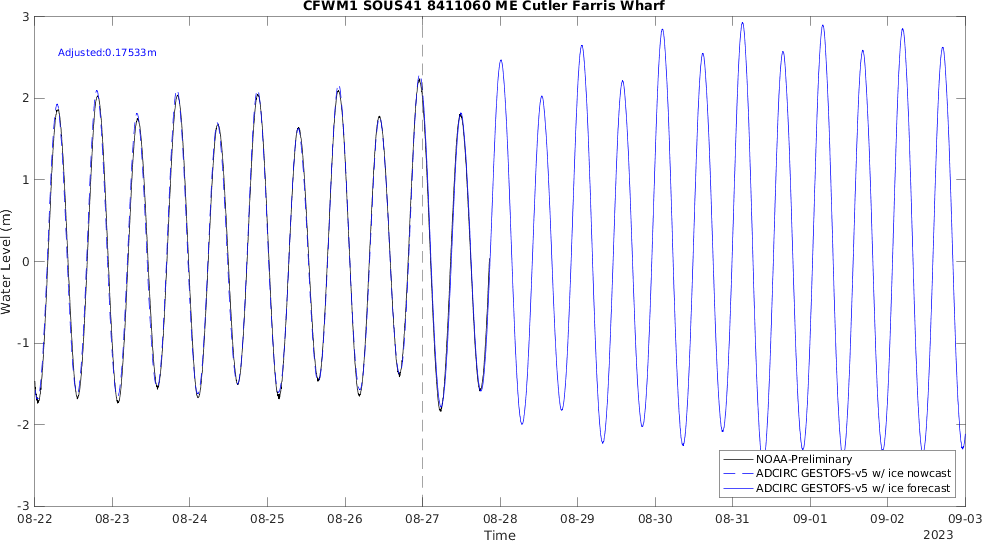 CFWM1 SOUS41 8411060 ME Cutler Farris Wharf
Adjusted:0.17533m
3
2
1
0
-1
-2
-3
Water Level (m)
NOAA-Preliminary
ADCIRC GESTOFS-v5 w/ ice nowcast
ADCIRC GESTOFS-v5 w/ ice forecast
08-22 08-23 08-24 08-25 08-26 08-27 08-28 08-29 08-30 08-31 09-01 09-02 09-03
Time
2023